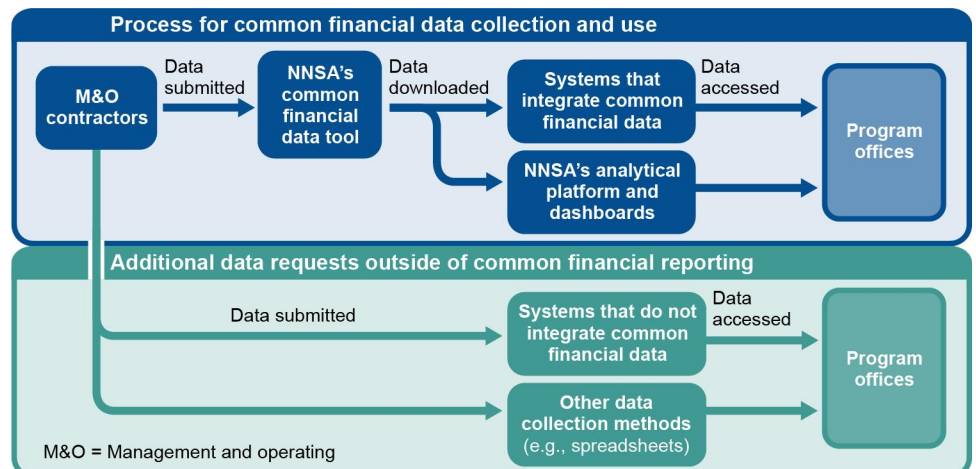 Process for common financial data collection and use
M&O
contractors
Data
submitted
NNSA's
common
financial
data tool
Data
downloaded
Systems that
integrate common
financial data
Data
accessed
NNSA's analytical
platform and
dashboards
Program
offices
Additional data requests outside of common financial reporting
Data submitted
Systems that do not
integrate common
financial data
Data
accessed
Other data
collection methods
(e.g., spreadsheets)
Program
offices
M&O = Management and operating